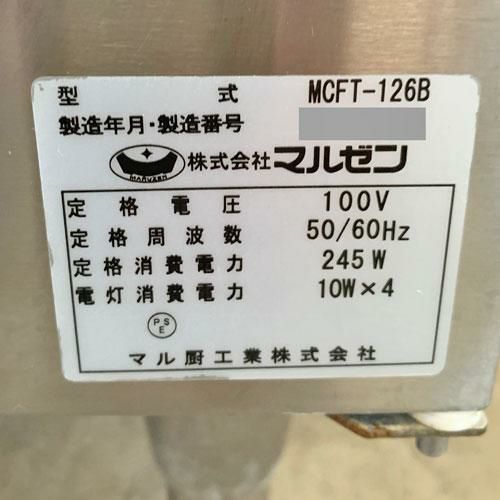 型 式 MCFT-126B
製造年月・製造番号
MARUZEN 株式会社マルゼン
定格電圧 100V
定格周波数 50/60Hz
定格消費電力 245W
電灯消費電力 10W×4
PSE
マル厨工業株式会社